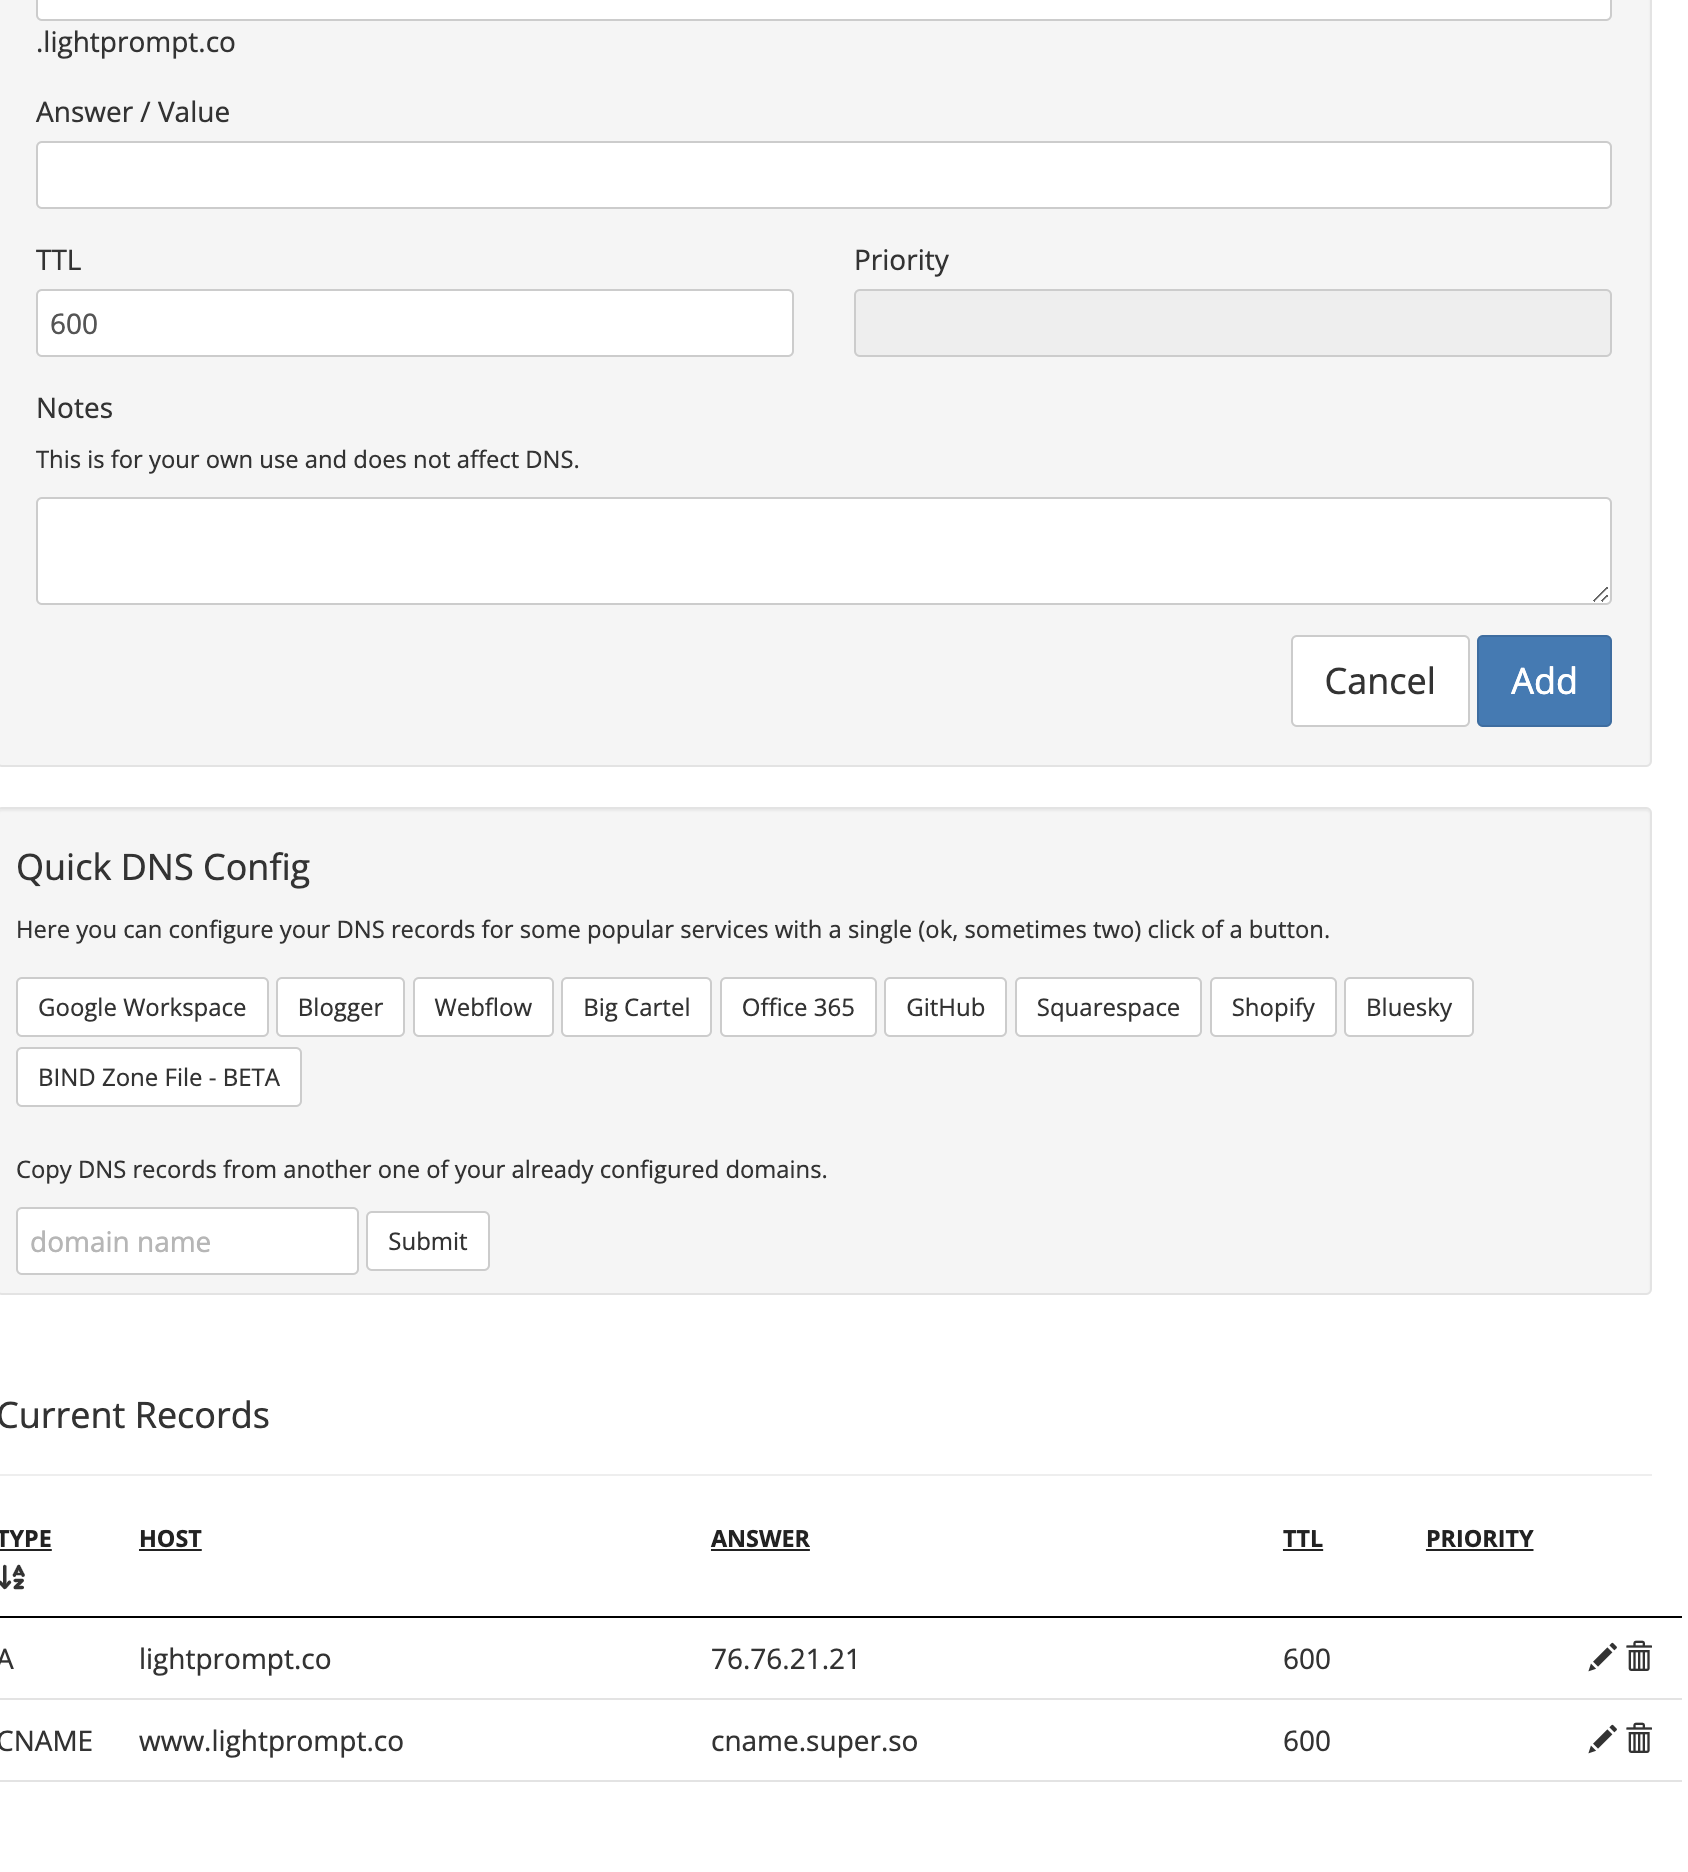 .lightprompt.co
Answer / Value
TTL Priority
600
Notes
This is for your own use and does not affect DNS.
Cancel Add
Quick DNS Config
Here you can configure your DNS records for some popular services with a single (ok, sometimes two) click of a button.
Google Workspace Blogger Webflow Big Cartel Office 365 GitHub Squarespace Shopify Bluesky
BIND Zone File - BETA
Copy DNS records from another one of your already configured domains.
domain name Submit
Current Records
TYPE HOST ANSWER TTL PRIORITY
A lightprompt.co 76.76.21.21 600
CNAME www.lightprompt.co cname.super.so 600